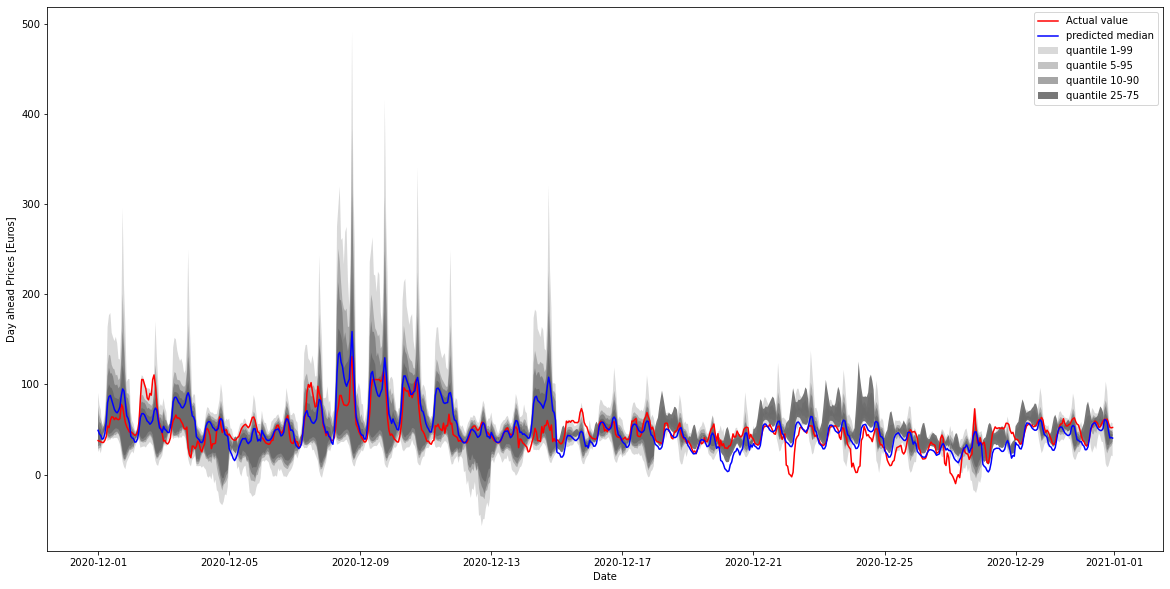 500
400
300
200
100
0
Day ahead Prices [Euros]
Actual value
predicted median
quantile 1-99
quantile 5-95
quantile 10-90
quantile 25-75
2020-12-01
2020-12-05
2020-12-09
2020-12-13
2020-12-17
2020-12-21
2020-12-25
2020-12-29
2021-01-01
Date